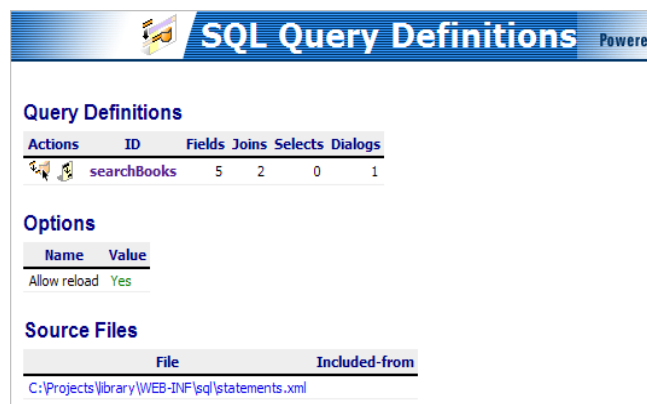 SQL Query Definitions Powere
Query Definitions
Actions ID Fields Joins Selects Dialogs
searchBooks 5 2 0 1
Options
Name Value
Allow reload Yes
Source Files
File Included-from
C:\Projects\library\WEB-INF\sql\statements.xml